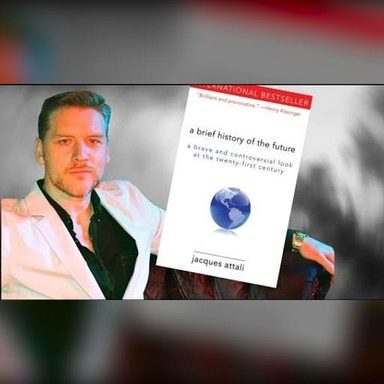 INTERNATIONAL BESTSELLER
"Brilliant and provocative." —Henry Kissinger
a brief history of the future
a brave and controversial look
at the twenty-first century
jacques attali